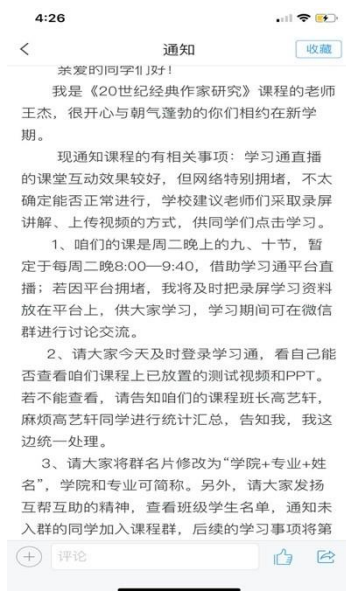 4:26
通知
收藏
亲爱的同学们好！
我是《20世纪经典作家研究》课程的老师
王杰，很开心与朝气蓬勃的你们相约在新学
期。
现通知课程的有相关事项：学习通直播
的课堂互动效果较好，但网络特别拥堵，不太
确定能否正常进行，学校建议老师们采取录屏
讲解、上传视频的方式，供同学们点击学习。
1、咱们的课是周二晚上的九、十节，暂
定于每周二晚8:00—9:40，借助学习通平台直
播；若因平台拥堵，我将及时把录屏学习资料
放在平台上，供大家学习，学习期间可在微信
群进行讨论交流。
2、请大家今天及时登录学习通，看自己能
否查看咱们课程上已放置的测试视频和PPT。
若不能查看，请告知咱们的课程班长高艺轩，
麻烦高艺轩同学进行统计汇总，告知我，我这
边统一处理。
3、请大家将群名片修改为“学院+专业+姓
名”，学院和专业可简称。另外，请大家发扬
互帮互助的精神，查看班级学生名单，通知未
入群的同学加入课程群，后续的学习事项将第
评论